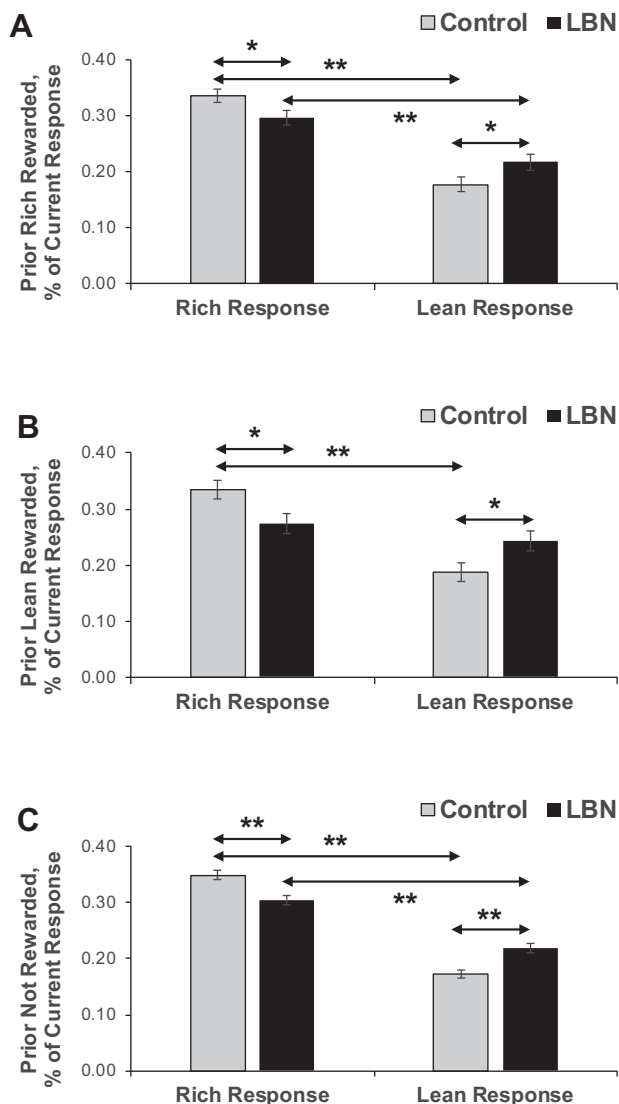 A
Control LBN
Prior Rich Rewarded,
% of Current Response
0.40
0.30
0.20
0.10
0.00
*
**
**
*
Rich Response Lean Response
B
Control LBN
Prior Lean Rewarded,
% of Current Response
0.40
0.30
0.20
0.10
0.00
*
**
*
Rich Response Lean Response
C
Control LBN
Prior Not Rewarded,
% of Current Response
0.40
0.30
0.20
0.10
0.00
**
**
**
**
Rich Response Lean Response